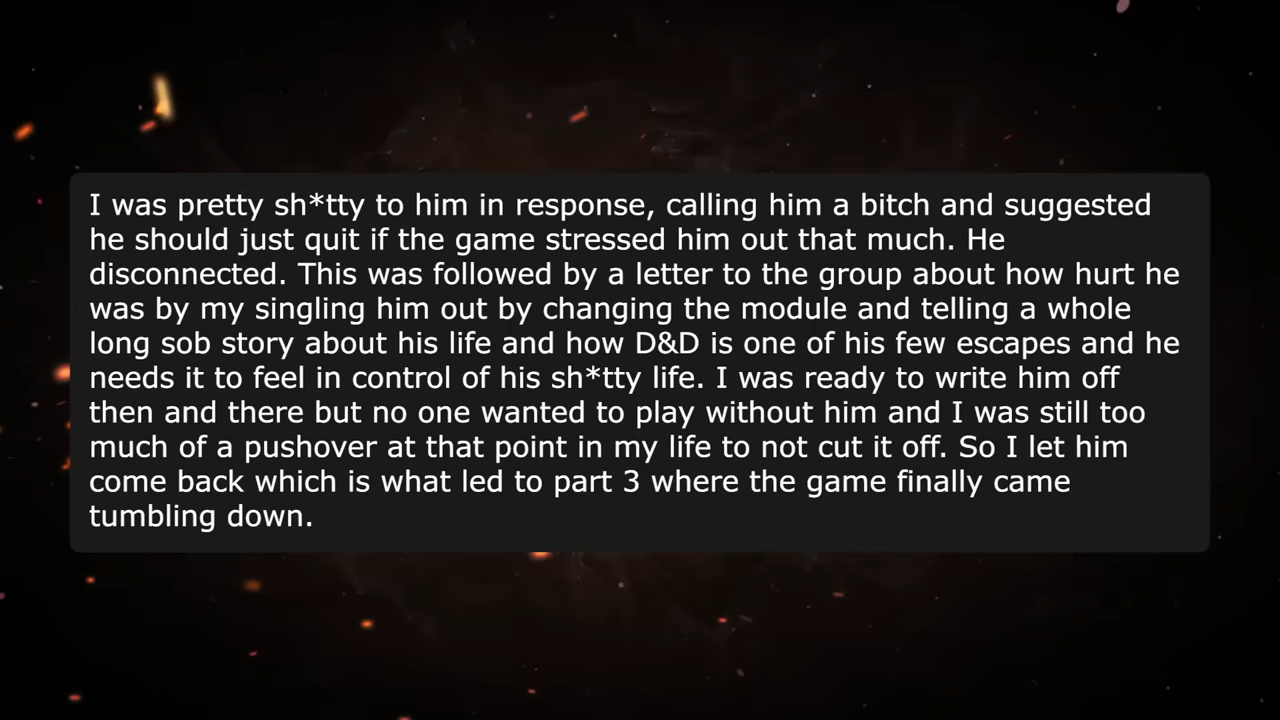 I was pretty sh*tty to him in response, calling him a bitch and suggested
he should just quit if the game stressed him out that much. He
disconnected. This was followed by a letter to the group about how hurt he
was by my singling him out by changing the module and telling a whole
long sob story about his life and how D&D is one of his few escapes and he
needs it to feel in control of his sh*tty life. I was ready to write him off
then and there but no one wanted to play without him and I was still too
much of a pushover at that point in my life to not cut it off. So I let him
come back which is what led to part 3 where the game finally came
tumbling down.